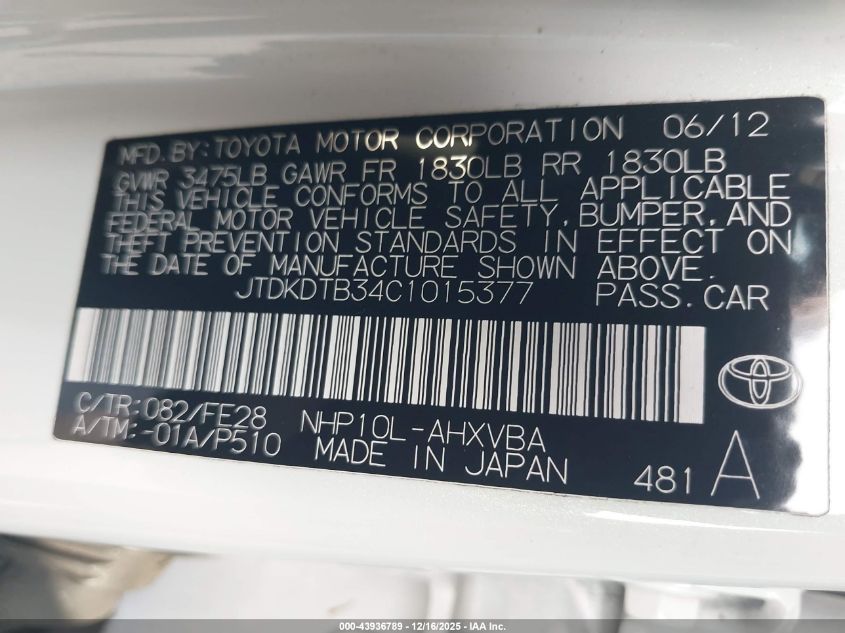 MFD. BY: TOYOTA MOTOR CORPORATION 06/12
GVWR 3475LB GAWR FR 1830LB RR 1830LB
THIS VEHICLE CONFORMS TO ALL APPLICABLE
FEDERAL MOTOR VEHICLE SAFETY, BUMPER, AND
THEFT PREVENTION STANDARDS IN EFFECT ON
THE DATE OF MANUFACTURE SHOWN ABOVE.
JTDKDTB34C1015377 PASS. CAR
C/TR: 082/FE28 NHP10L-AHXVBA
A/TM: -01A/P510 MADE IN JAPAN 481 A
000-43936789 - 12/16/2025 - IAA Inc.